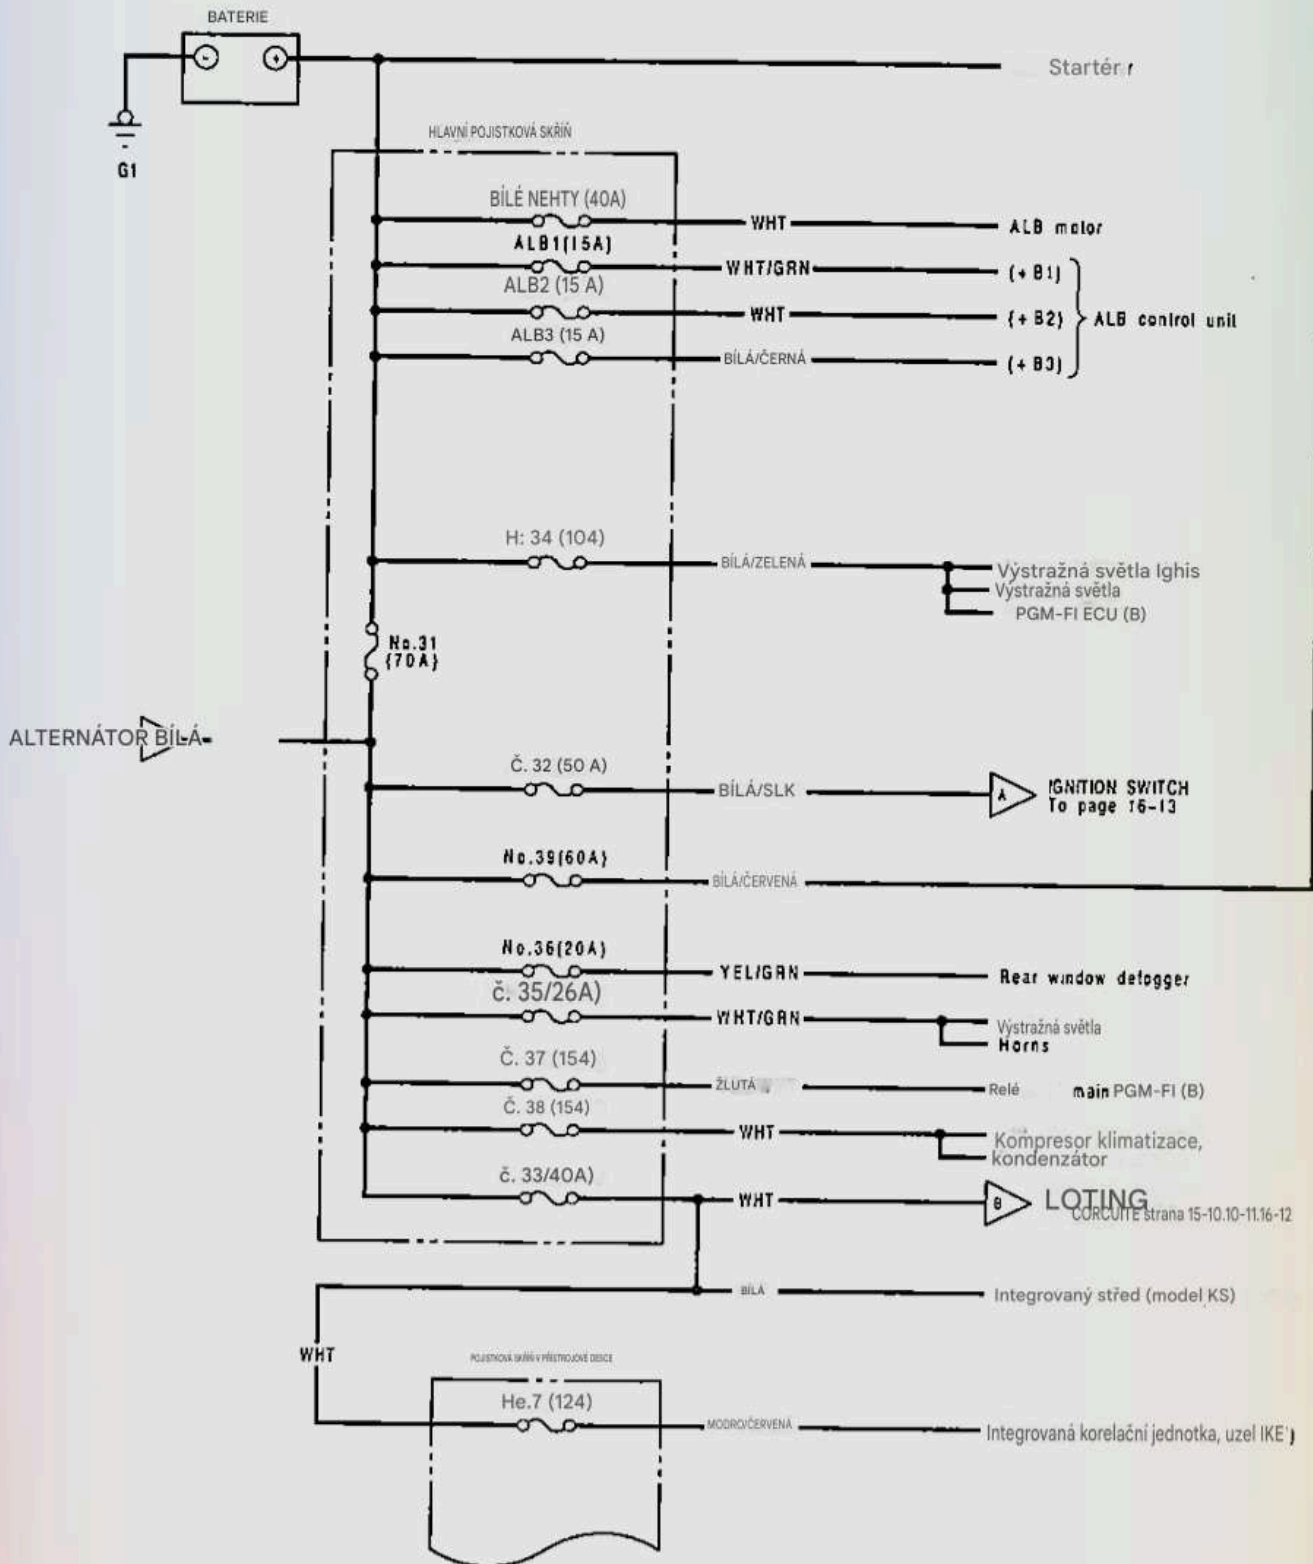 BATERIE
Startér
G1
HLAVNÍ POJISTKOVÁ SKŘÍŇ
BÍLÉ NEHTY (40A)
WHT
ALB motor
ALB1(15A)
WHT/GRN
(+ B1)
ALB2 (15 A)
WHT
(+ B2)
ALB control unit
ALB3 (15 A)
BÍLÁ/ČERNÁ
(+ B3)
H: 34 (104)
BÍLÁ/ZELENÁ
Výstražná světla Ighis
Výstražná světla
PGM-FI ECU (B)
No.31
(70A)
ALTERNÁTOR BÍLÁ
Č. 32 (50 A)
BÍLÁ/SLK
A
IGNITION SWITCH
To page 16-13
No.39(60A)
BÍLÁ/ČERVENÁ
No.36(20A)
YEL/GRN
Rear window defogger
č. 35/26A)
WHT/GRN
Výstražná světla
Horns
Č. 37 (154)
ŽLUTÁ
Relé main PGM-FI (B)
Č. 38 (154)
WHT
Kompresor klimatizace,
kondenzátor
č. 33/40A)
WHT
B
LOTING
CORCUITE strana 15-10.10-11.16-12
BÍLÁ
Integrovaný střed (model KS)
WHT
POJISTKOVÁ SKŘÍŇ V PŘÍSTROJOVÉ DESCE
He.7 (124)
MODRO/ČERVENÁ
Integrovaná korelační jednotka, uzel IKE')